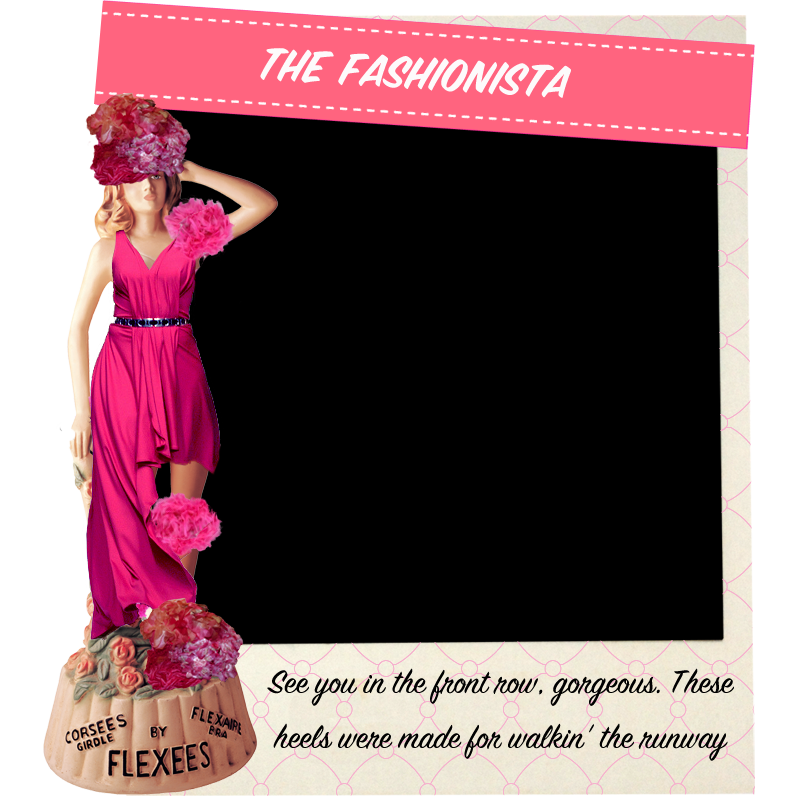 THE FASHIONISTA
CORSEES
GIRDLE
BY
FLEXAIRE
BRA
FLEXEES
See you in the front row, gorgeous. These
heels were made for walkin' the runway